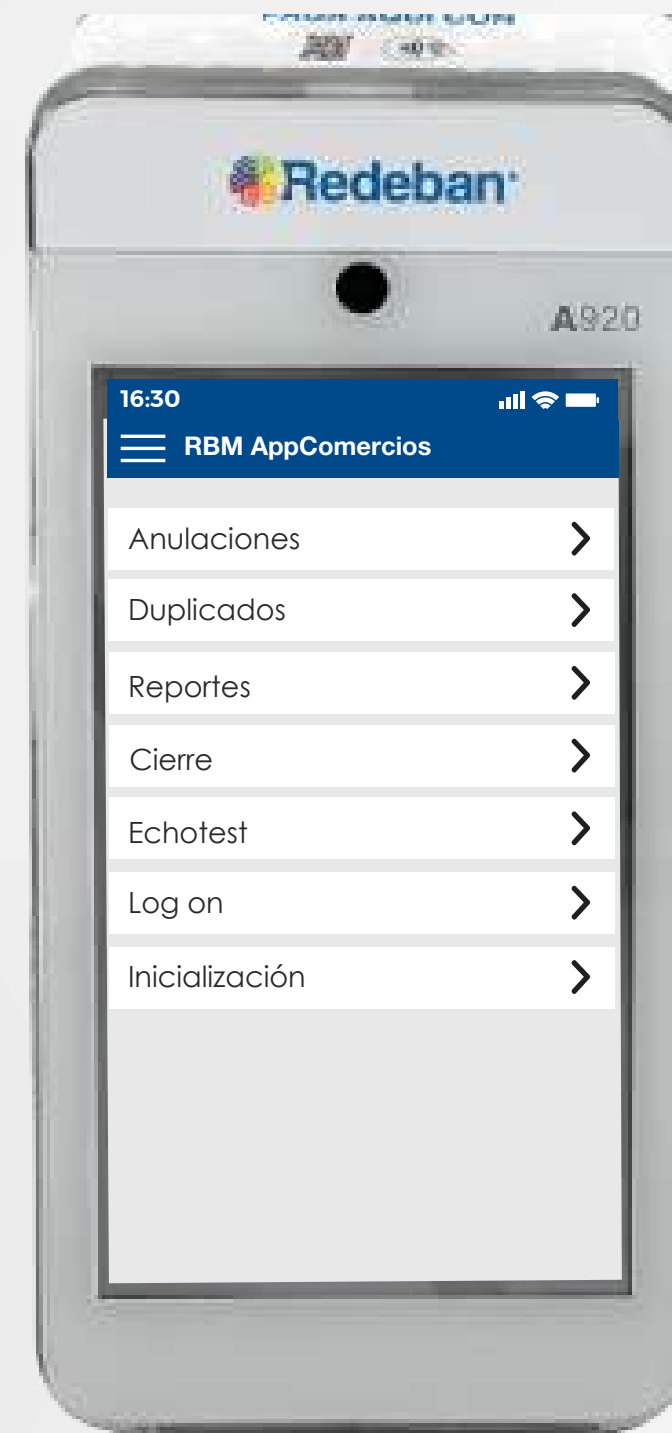 Redeban
A920
16:30
RBM AppComercios
Anulaciones
Duplicados
Reportes
Cierre
Echotest
Log on
Inicialización